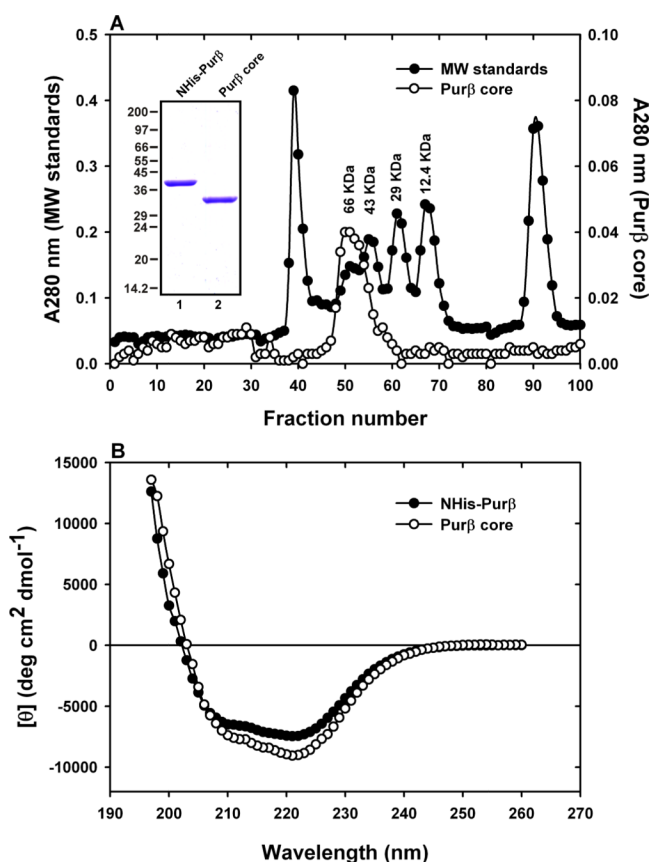 A
MW standards
Purβ core
NHis-Purβ
Purβ core
200
97
66
55
45
36
29
24
20
14.2
1 2
66 KDa
43 KDa
29 KDa
12.4 KDa
A280 nm (MW standards)
0.5
0.4
0.3
0.2
0.1
0.0
A280 nm (Purβ core)
0.10
0.08
0.06
0.04
0.02
0.00
0 10 20 30 40 50 60 70 80 90 100
Fraction number
B
NHis-Purβ
Purβ core
[θ] (deg cm2 dmol-1)
15000
10000
5000
0
-5000
-10000
190 200 210 220 230 240 250 260 270
Wavelength (nm)